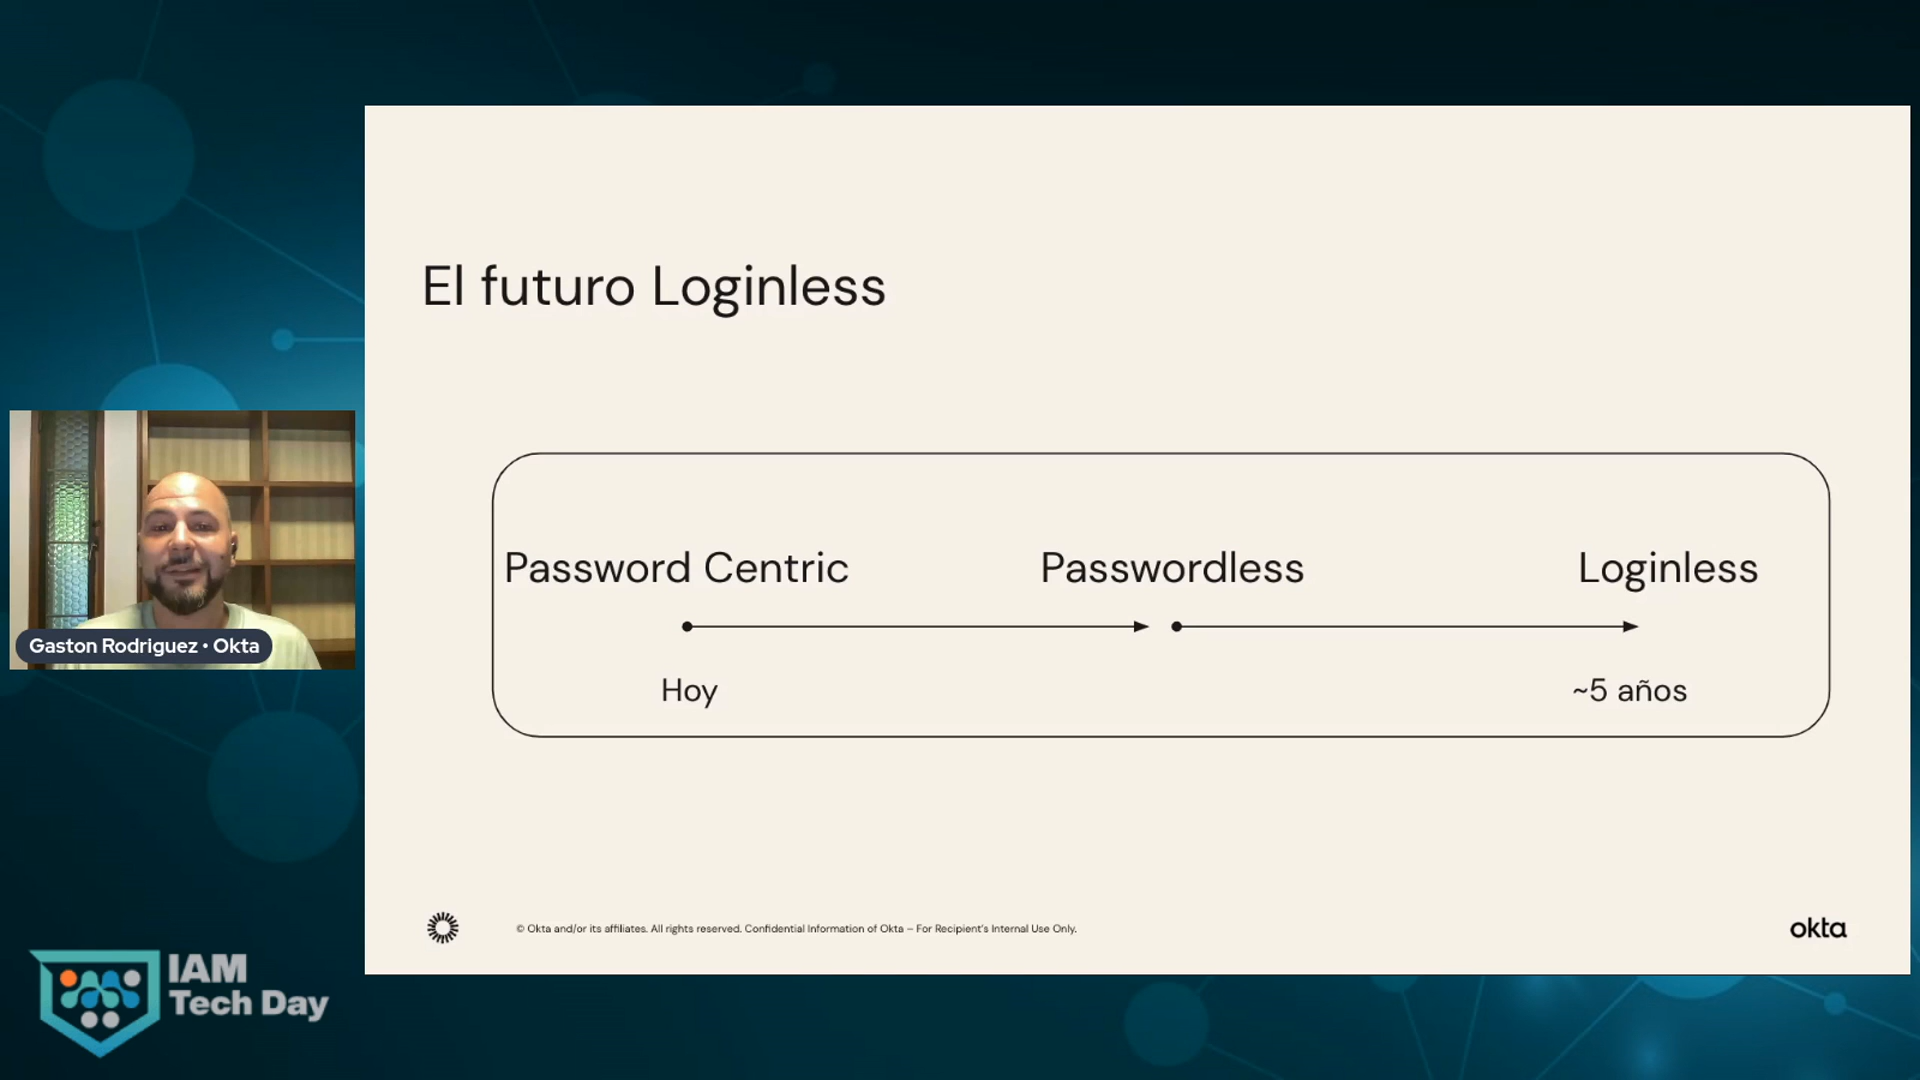 El futuro Loginless
Password Centric
Passwordless
Loginless
Hoy
~5 años
Gaston Rodriguez • Okta
© Okta and/or its affiliates. All rights reserved. Confidential Information of Okta – For Recipient's Internal Use Only.
okta
IAM
Tech Day